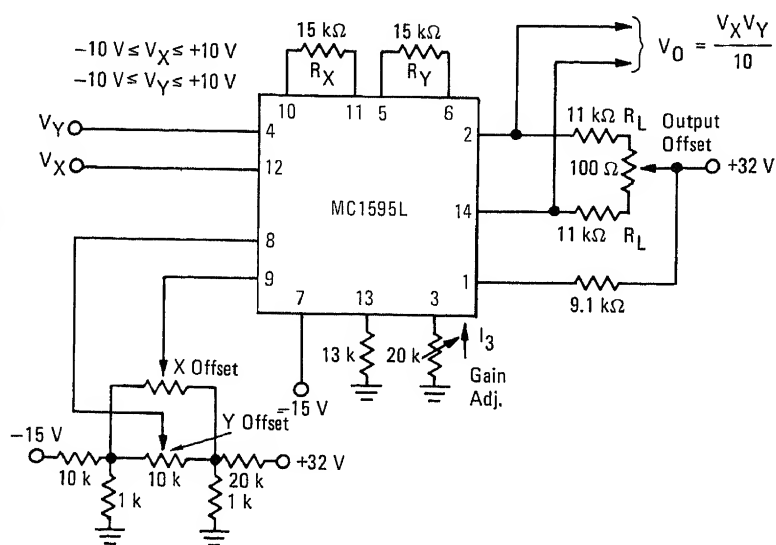 −10 V ≤ VX ≤ +10 V
−10 V ≤ VY ≤ +10 V
15 kΩ
RX
15 kΩ
RY
10
11
5
6
VO = VXVY / 10
VY
4
VX
12
8
9
MC1595L
2
14
1
7
13
3
11 kΩ RL
Output
Offset
100 Ω
+32 V
11 kΩ RL
9.1 kΩ
13 k
20 k
I3
Gain
Adj.
−15 V
X Offset
Y Offset
−15 V
10 k
10 k
20 k
+32 V
1 k
1 k